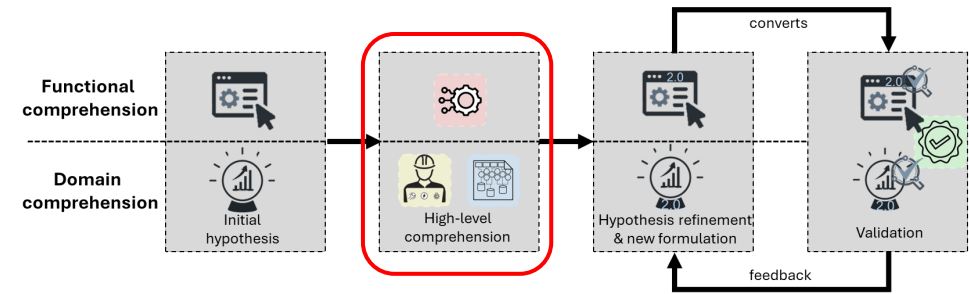 converts
Functional
comprehension
2.0
2.0
Domain
comprehension
Initial
hypothesis
High-level
comprehension
2.0
Hypothesis refinement
& new formulation
2.0
Validation
feedback